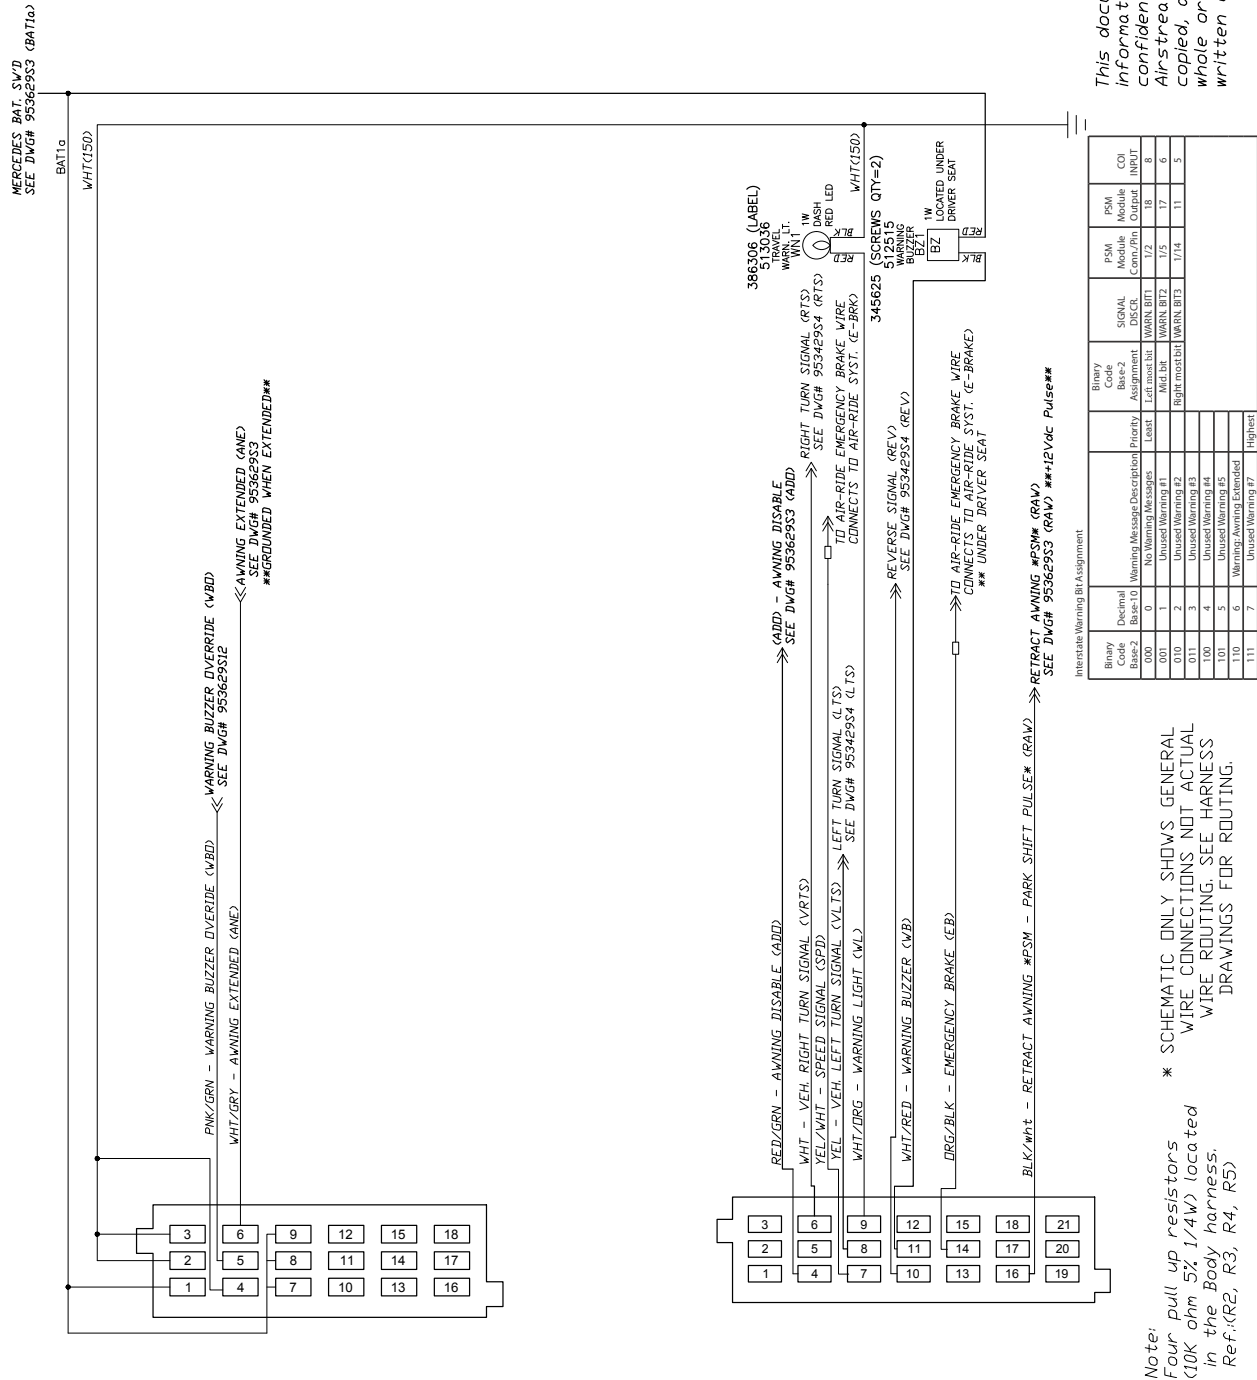 MERCEDES BAT. SW'D
SEE DWG# 953629S3 (BAT1a)
BAT1a
WHT(150)
PNK/GRN - WARNING BUZZER OVERIDE (WBO)
WARNING BUZZER OVERRIDE (WBO)
SEE DWG# 953629S12
WHT/GRY - AWNING EXTENDED (ANE)
AWNING EXTENDED (ANE)
SEE DWG# 953629S3
**GROUNDED WHEN EXTENDED**
3 6 9 12 15 18
2 5 8 11 14 17
1 4 7 10 13 16
386306 (LABEL)
513036
TRAVEL
WARN. LT.
WN1
1W
DASH
RED LED
BLK
RED
WHT(150)
345625 (SCREWS QTY=2)
512515
WARNING
BUZZER
BZ1
BZ
1W
LOCATED UNDER
DRIVER SEAT
RED
BLK
RED/GRN - AWNING DISABLE (ADO)
(ADO) - AWNING DISABLE
SEE DWG# 953629S3 (ADO)
WHT - VEH. RIGHT TURN SIGNAL (VRTS)
RIGHT TURN SIGNAL (RTS)
SEE DWG# 953429S4 (RTS)
YEL/WHT - SPEED SIGNAL (SPD)
TO AIR-RIDE EMERGENCY BRAKE WIRE
CONNECTS TO AIR-RIDE SYST. (E-BRK)
YEL - VEH. LEFT TURN SIGNAL (VLTS)
LEFT TURN SIGNAL (LTS)
SEE DWG# 953429S4 (LTS)
WHT/ORG - WARNING LIGHT (WL)
WHT/RED - WARNING BUZZER (WB)
REVERSE SIGNAL (REV)
SEE DWG# 953429S4 (REV)
ORG/BLK - EMERGENCY BRAKE (EB)
TO AIR-RIDE EMERGENCY BRAKE WIRE
CONNECTS TO AIR-RIDE SYST. (E-BRAKE)
** UNDER DRIVER SEAT
BLK/wht - RETRACT AWNING *PSM - PARK SHIFT PULSE* (RAW)
RETRACT AWNING *PSM* (RAW)
SEE DWG# 953629S3 (RAW) **+12Vdc Pulse**
3 6 9 12 15 18 21
2 5 8 11 14 17 20
1 4 7 10 13 16 19
Interstate Warning Bit Assignment
Binary Code Base-2 Decimal Base-10 Warning Message Description Priority Binary Code Base-2 Assignment SIGNAL DISCR. PSM Module Conn./Pin PSM Module Output COI INPUT
000 0 No Warning Messages Least Left most bit WARN. BIT1 1/2 18 8
001 1 Unused Warning #1 Mid. bit WARN. BIT2 1/5 17 6
010 2 Unused Warning #2 Right most bit WARN. BIT3 1/14 11 5
011 3 Unused Warning #3
100 4 Unused Warning #4
101 5 Unused Warning #5
110 6 Warning: Awning Extended
111 7 Unused Warning #7 Highest
Note:
Four pull up resistors
(10K ohm 5% 1/4W) located
in the Body harness.
Ref.:(R2, R3, R4, R5)
* SCHEMATIC ONLY SHOWS GENERAL
WIRE CONNECTIONS NOT ACTUAL
WIRE ROUTING. SEE HARNESS
DRAWINGS FOR ROUTING.
This docu
informat
confiden
Airstrea
copied,
whole or
written